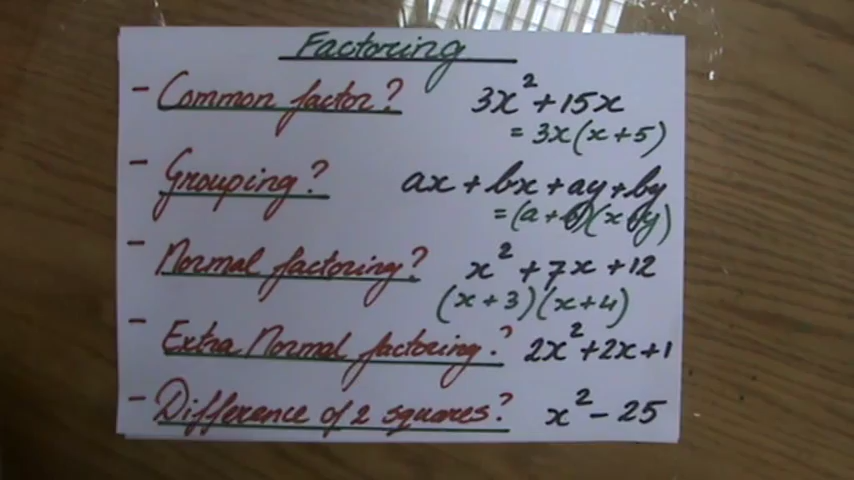 Factoring
- Common factor? 3x² + 15x
= 3x(x + 5)
- Grouping? ax + bx + ay + by
= (a + b)(x + y)
- Normal factoring? x² + 7x + 12
(x + 3)(x + 4)
- Extra Normal factoring? 2x² + 2x + 1
- Difference of 2 squares? x² - 25